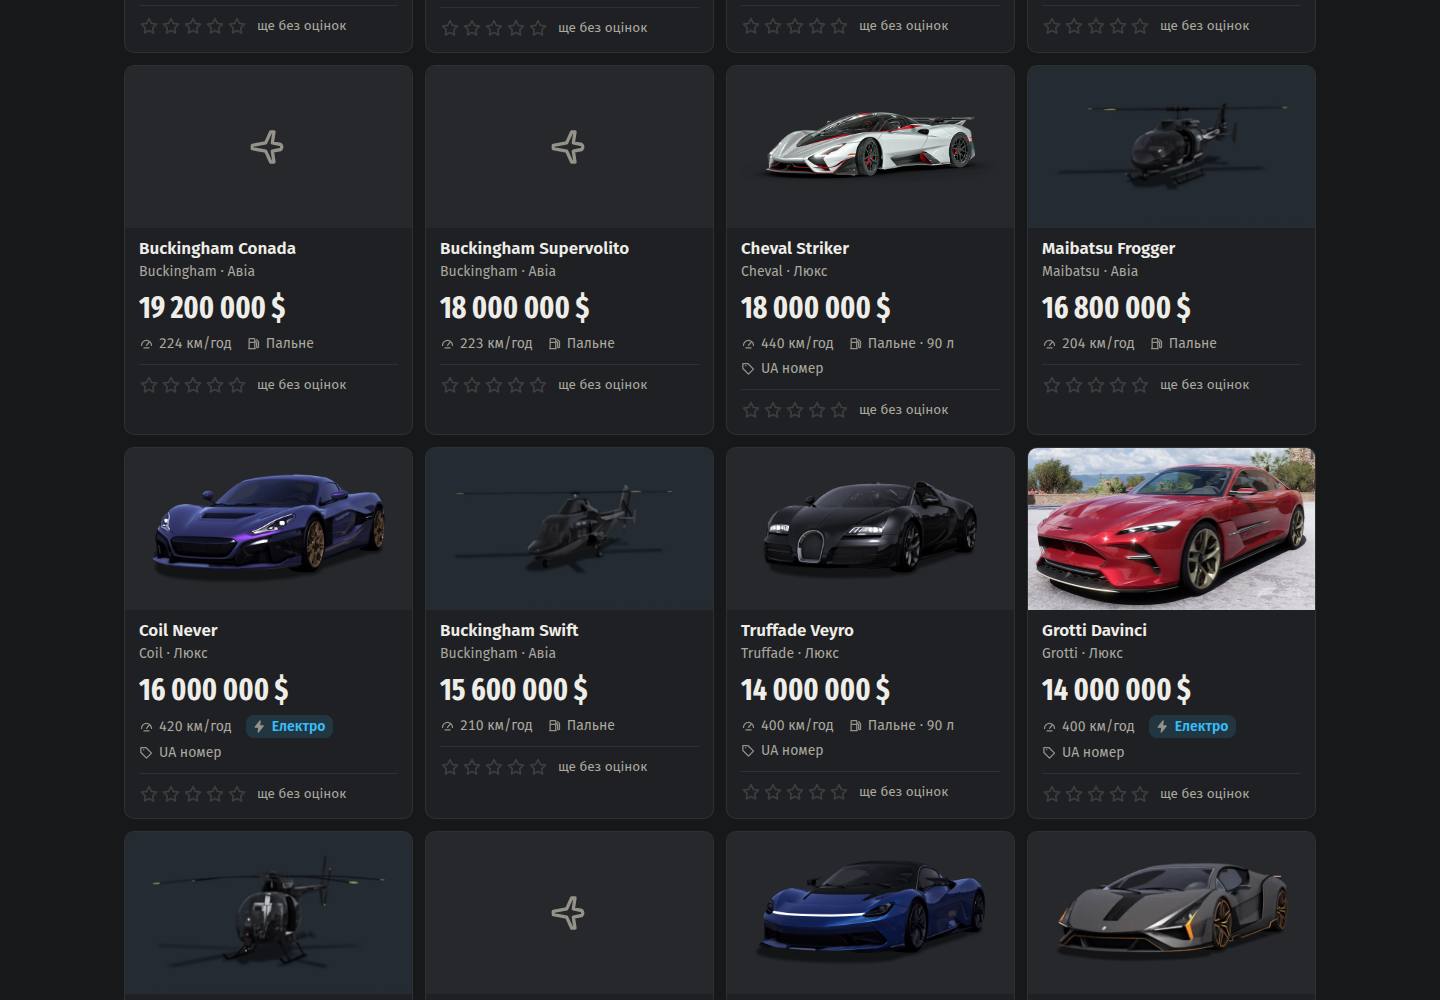 ще без оцінок
ще без оцінок
ще без оцінок
ще без оцінок
Buckingham Conada
Buckingham · Авіа
19 200 000 $
224 км/год Пальне
ще без оцінок
Buckingham Supervolito
Buckingham · Авіа
18 000 000 $
223 км/год Пальне
ще без оцінок
Cheval Striker
Cheval · Люкс
18 000 000 $
440 км/год Пальне · 90 л
UA номер
ще без оцінок
Maibatsu Frogger
Maibatsu · Авіа
16 800 000 $
204 км/год Пальне
ще без оцінок
Coil Never
Coil · Люкс
16 000 000 $
420 км/год Електро
UA номер
ще без оцінок
Buckingham Swift
Buckingham · Авіа
15 600 000 $
210 км/год Пальне
ще без оцінок
Truffade Veyro
Truffade · Люкс
14 000 000 $
400 км/год Пальне · 90 л
UA номер
ще без оцінок
Grotti Davinci
Grotti · Люкс
14 000 000 $
400 км/год Електро
UA номер
ще без оцінок